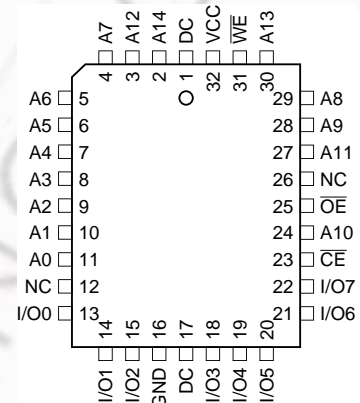 A7 A12 A14 DC VCC WE A13
4 3 2 1 32 31 30
A6 5 29 A8
A5 6 28 A9
A4 7 27 A11
A3 8 26 NC
A2 9 25 OE
A1 10 24 A10
A0 11 23 CE
NC 12 22 I/O7
I/O0 13 21 I/O6
14 15 16 17 18 19 20
I/O1 I/O2 GND DC I/O3 I/O4 I/O5